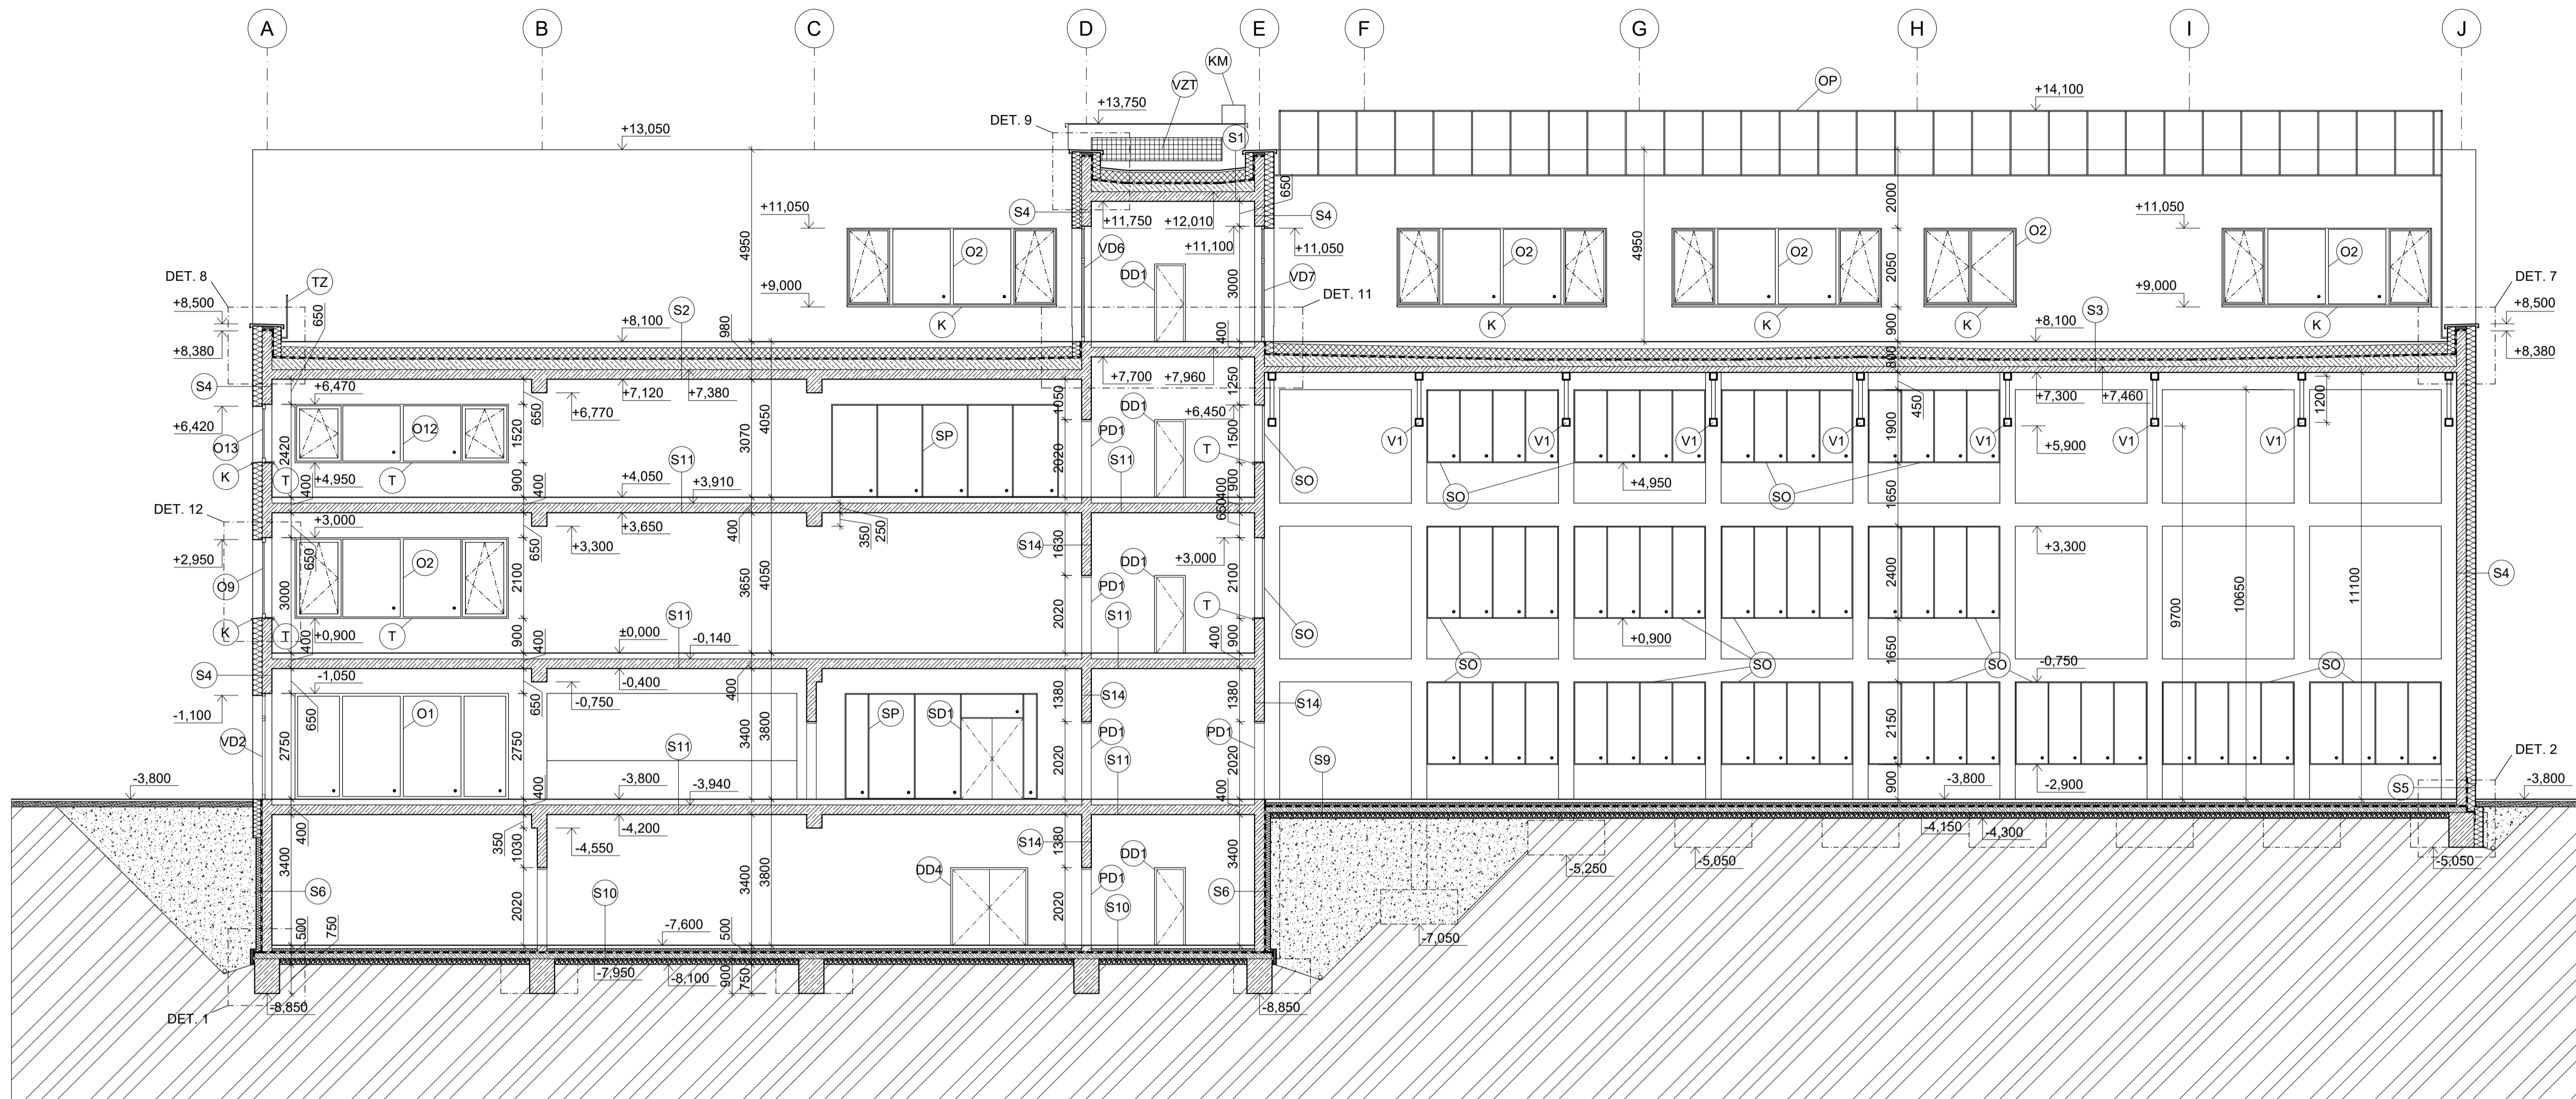 A B C D E F G H I J
KM
VZT
OP
+13,750
+14,100
DET. 9
+13,050
S1
650
2000
+11,050
S4
+11,750
+12,010
S4
+11,050
4950
O2
VD6
+11,100
+11,050
4950
O2
O2
O2
O2
2050
DET. 8
TZ
DD1
VD7
3000
DET. 11
DET. 7
+8,500
650
+9,000
+9,000
+8,500
S2
K
K
K
K
K
S3
900
+8,100
980
400
+8,100
+8,380
+8,380
800
S4
+6,470
+7,120
+7,380
+7,700
+7,960
1250
+7,300
+7,460
450
1200
+6,770
650
4050
1050
DD1
+6,450
1900
+6,420
O12
1520
3070
SP
PD1
1500
V1
V1
V1
V1
V1
V1
V1
+5,900
O13
2420
S11
2020
S11
T
K
T
T
400
+4,950
900
400
+4,050
+3,910
900
SO
SO
SO
+4,950
1650
400
650
DET. 12
+3,000
+3,650
+3,300
350
250
400
+2,950
650
650
S14
1630
+3,000
+3,300
O9
O2
2100
3650
4050
DD1
PD1
2100
2400
S4
10650
11100
9700
3000
S11
2020
S11
T
K
T
T
+0,900
400
900
400
±0,000
-0,140
400
900
SO
+0,900
1650
S4
-1,050
-0,400
-0,750
400
SO
SO
SO
-0,750
SO
-1,100
650
650
1380
S14
1380
S14
O1
SP
SD1
VD2
2750
2750
S11
3400
3800
PD1
PD1
2150
2020
S11
2020
S9
DET. 2
-3,800
400
-3,800
-3,940
400
900
-3,800
-2,900
S5
-3,800
400
-4,200
-4,150
-4,300
350
1030
-4,550
S14
1380
-5,050
-5,250
-5,050
3400
3400
3800
DD4
DD1
3400
S6
S10
PD1
S6
2020
2020
S10
500
750
-7,600
500
-7,050
-7,950
-8,100
900
750
-8,850
-8,850
DET. 1